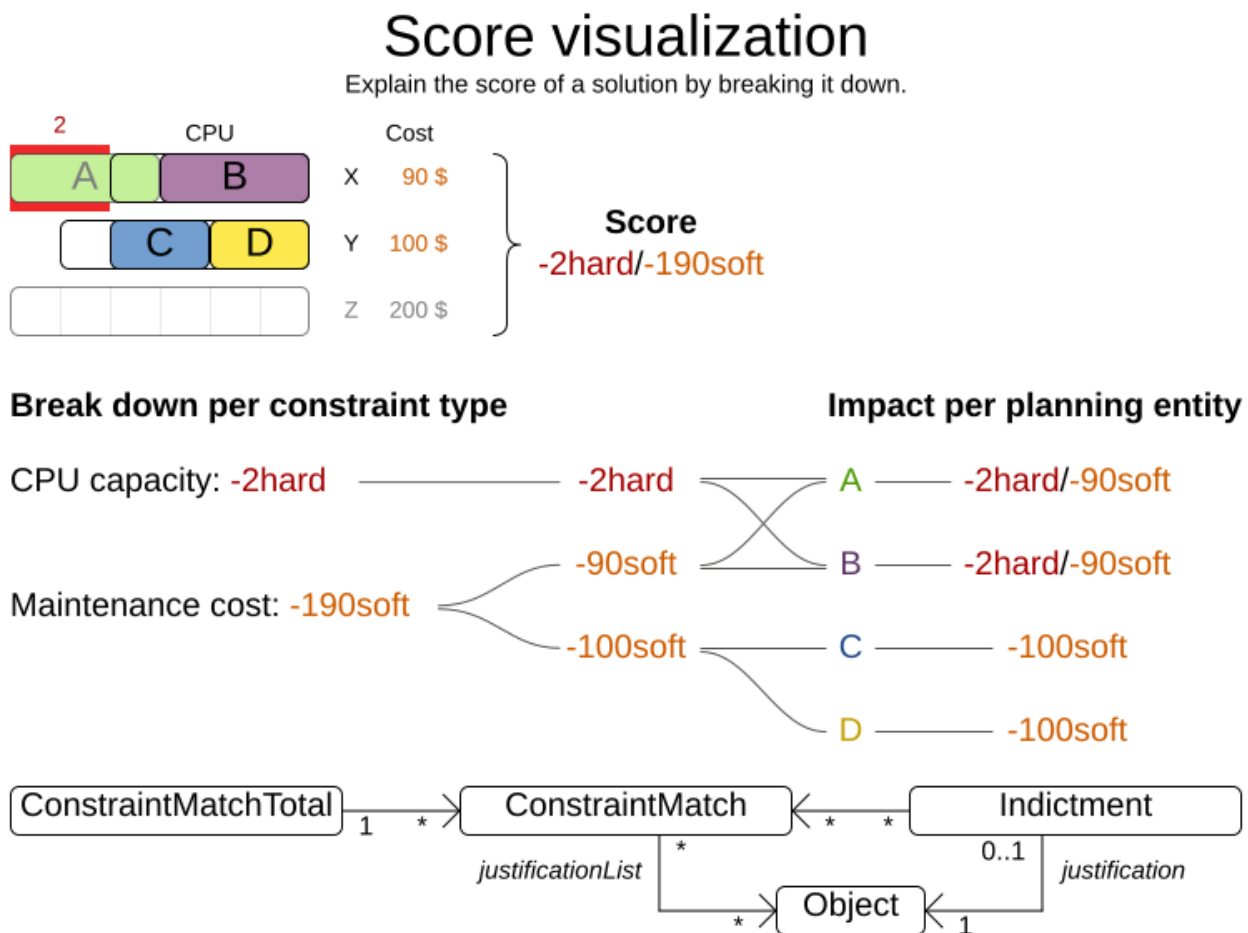 Score visualization
Explain the score of a solution by breaking it down.
2 CPU Cost
A B X 90 $
Score
C D Y 100 $
-2hard/-190soft
Z 200 $
Break down per constraint type Impact per planning entity
CPU capacity: -2hard -2hard A -2hard/-90soft
-90soft B -2hard/-90soft
Maintenance cost: -190soft
-100soft C -100soft
D -100soft
ConstraintMatchTotal ConstraintMatch Indictment
1 * * *
* 0..1
justificationList justification
Object
* 1